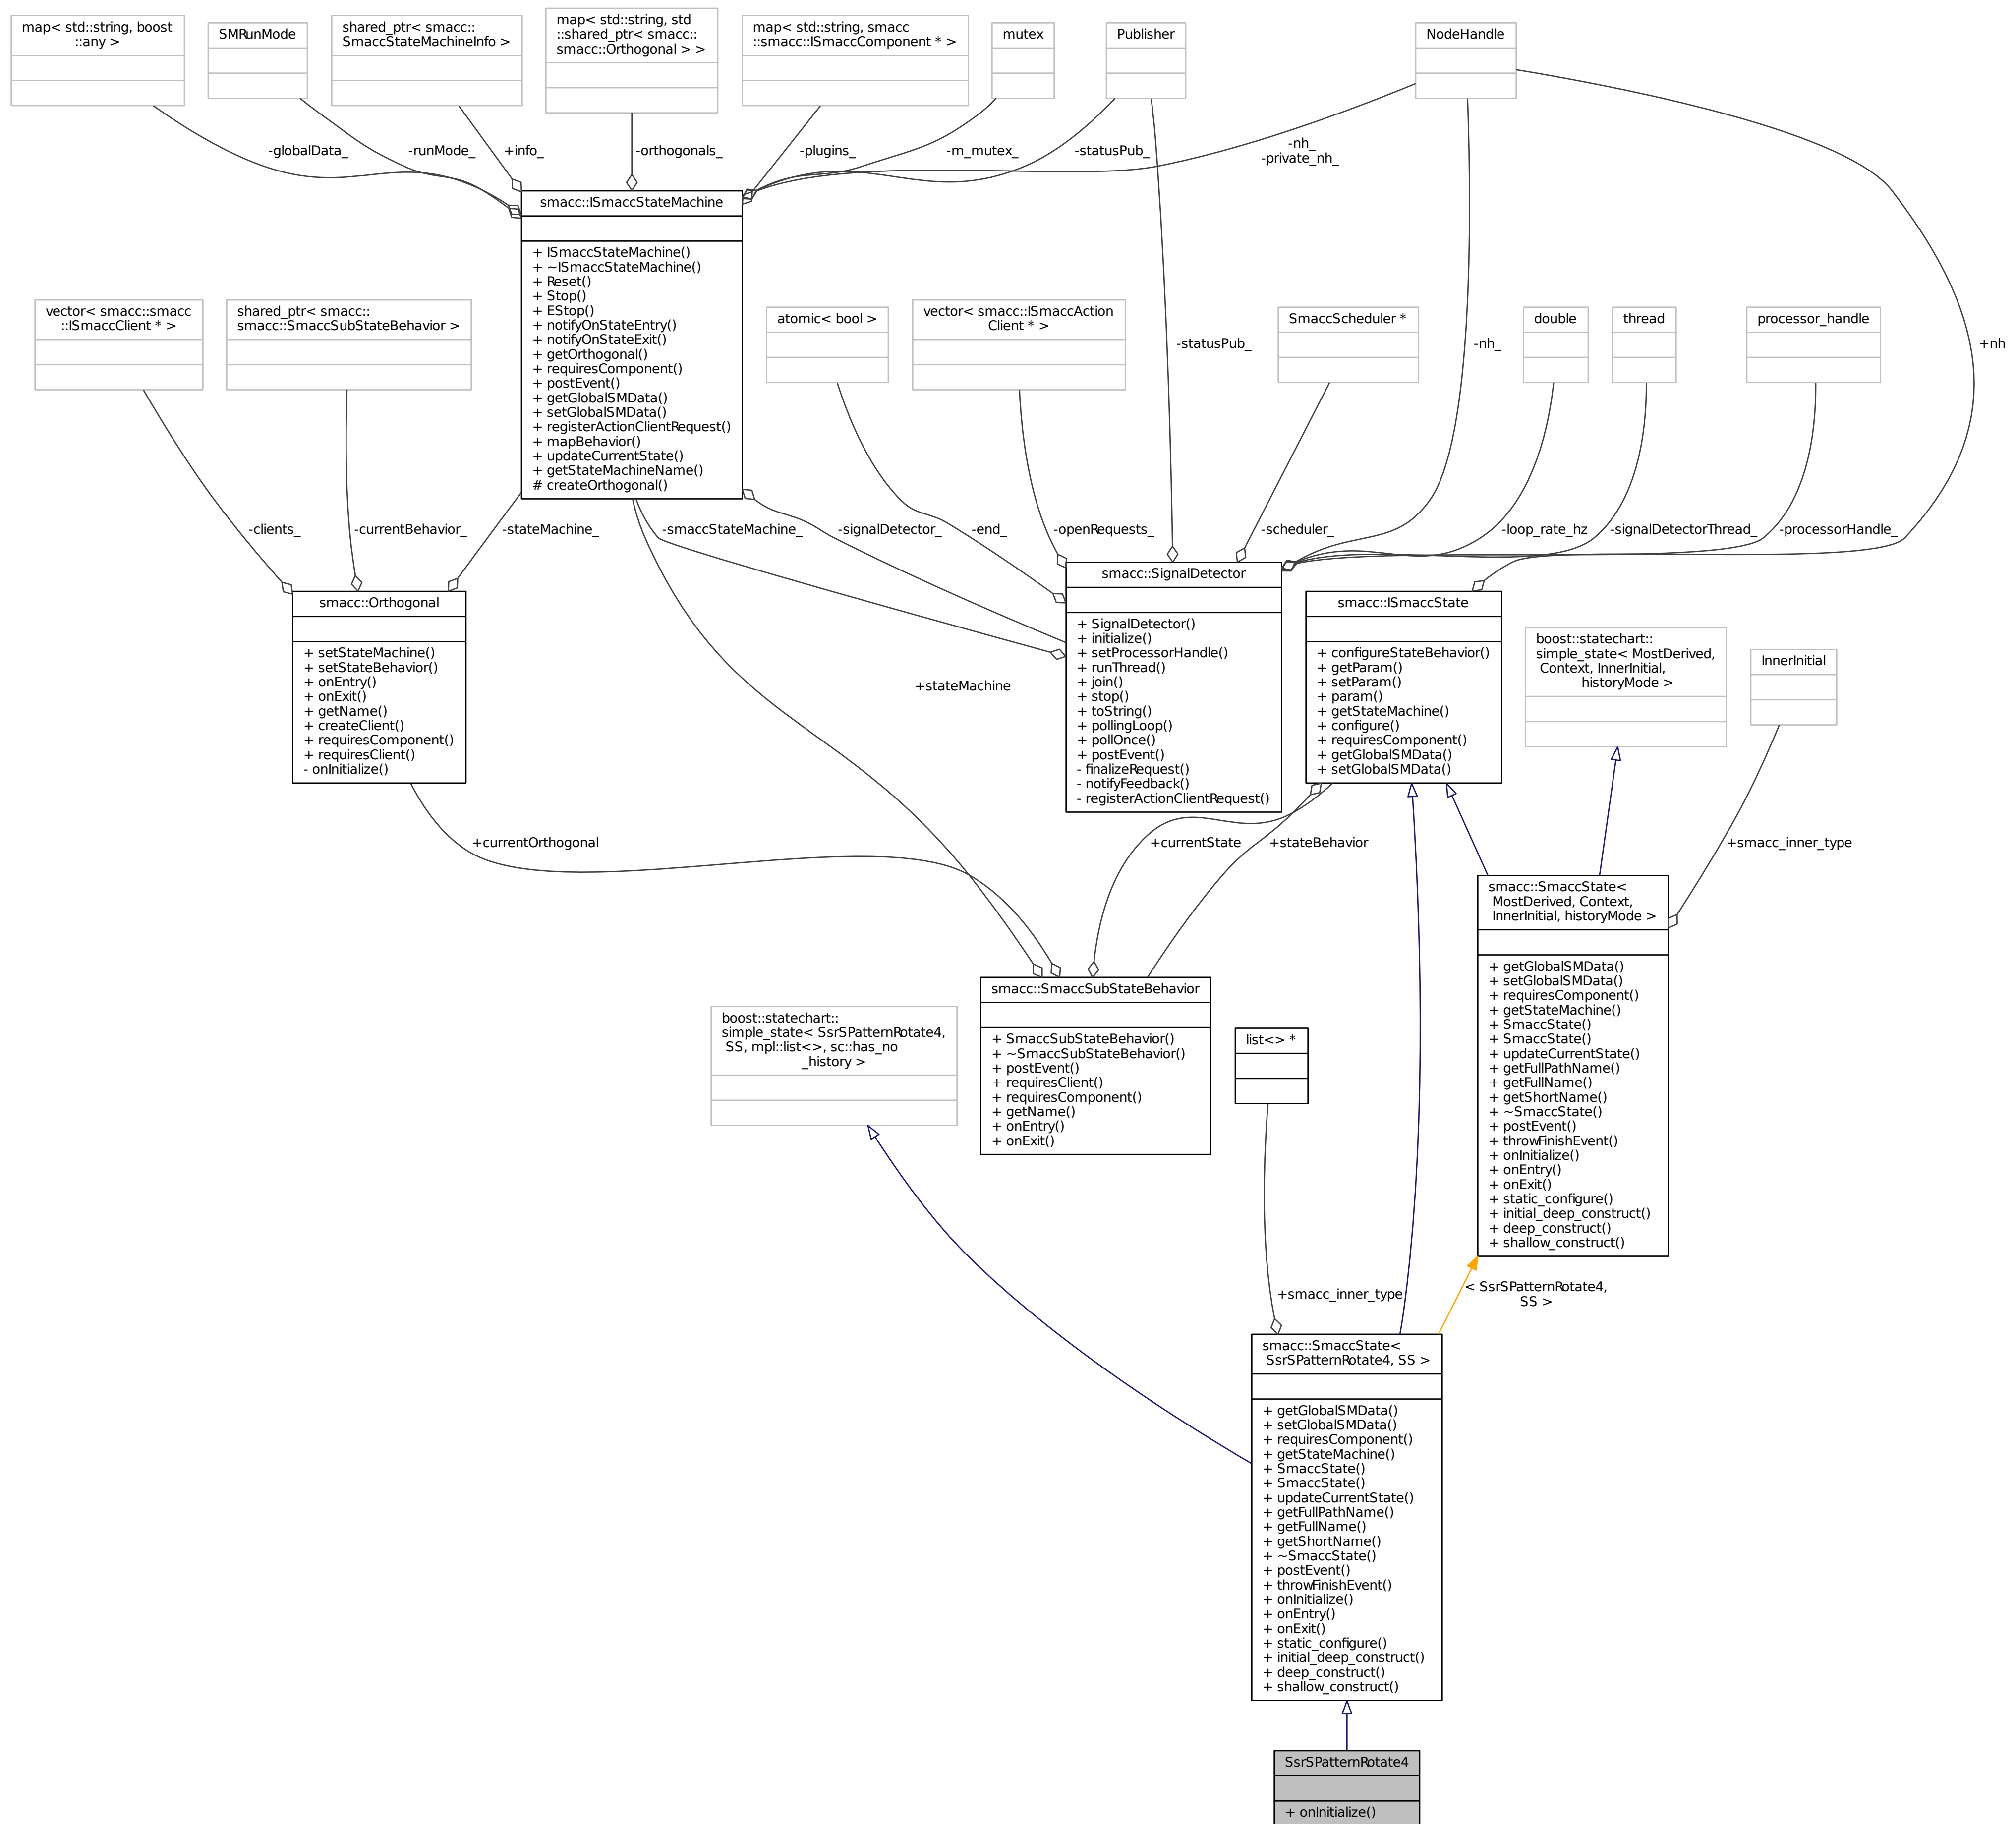 map< std::string, boost
::any >
SMRunMode
shared_ptr< smacc::
SmaccStateMachineInfo >
map< std::string, std
::shared_ptr< smacc::
smacc::Orthogonal > >
map< std::string, smacc
::smacc::ISmaccComponent * >
mutex
Publisher
NodeHandle
-globalData_
-runMode_
+info_
-orthogonals_
-plugins_
-m_mutex_
-statusPub_
-nh_
-private_nh_
smacc::ISmaccStateMachine
+ ISmaccStateMachine()
+ ~ISmaccStateMachine()
+ Reset()
+ Stop()
+ EStop()
+ notifyOnStateEntry()
+ notifyOnStateExit()
+ getOrthogonal()
+ requiresComponent()
+ postEvent()
+ getGlobalSMData()
+ setGlobalSMData()
+ registerActionClientRequest()
+ mapBehavior()
+ updateCurrentState()
+ getStateMachineName()
# createOrthogonal()
vector< smacc::smacc
::ISmaccClient * >
shared_ptr< smacc::
smacc::SmaccSubStateBehavior >
atomic< bool >
vector< smacc::ISmaccAction
Client * >
-statusPub_
SmaccScheduler *
-nh_
double
thread
processor_handle
+nh
-clients_
-currentBehavior_
-stateMachine_
-smaccStateMachine_
-signalDetector_
-end_
-openRequests_
-scheduler_
-loop_rate_hz
-signalDetectorThread_
-processorHandle_
smacc::Orthogonal
+ setStateMachine()
+ setStateBehavior()
+ onEntry()
+ onExit()
+ getName()
+ createClient()
+ requiresComponent()
+ requiresClient()
- onInitialize()
+stateMachine
smacc::SignalDetector
+ SignalDetector()
+ initialize()
+ setProcessorHandle()
+ runThread()
+ join()
+ stop()
+ toString()
+ pollingLoop()
+ pollOnce()
+ postEvent()
- finalizeRequest()
- notifyFeedback()
- registerActionClientRequest()
smacc::ISmaccState
+ configureStateBehavior()
+ getParam()
+ setParam()
+ param()
+ getStateMachine()
+ configure()
+ requiresComponent()
+ getGlobalSMData()
+ setGlobalSMData()
boost::statechart::
simple_state< MostDerived,
Context, InnerInitial,
historyMode >
InnerInitial
+currentOrthogonal
+currentState
+stateBehavior
+smacc_inner_type
smacc::SmaccState<
MostDerived, Context,
InnerInitial, historyMode >
+ getGlobalSMData()
+ setGlobalSMData()
+ requiresComponent()
+ getStateMachine()
+ SmaccState()
+ SmaccState()
+ updateCurrentState()
+ getFullPathName()
+ getFullName()
+ getShortName()
+ ~SmaccState()
+ postEvent()
+ throwFinishEvent()
+ onInitialize()
+ onEntry()
+ onExit()
+ static_configure()
+ initial_deep_construct()
+ deep_construct()
+ shallow_construct()
boost::statechart::
simple_state< SsrSPatternRotate4,
SS, mpl::list<>, sc::has_no
_history >
smacc::SmaccSubStateBehavior
+ SmaccSubStateBehavior()
+ ~SmaccSubStateBehavior()
+ postEvent()
+ requiresClient()
+ requiresComponent()
+ getName()
+ onEntry()
+ onExit()
list<> *
+smacc_inner_type
< SsrSPatternRotate4,
SS >
smacc::SmaccState<
SsrSPatternRotate4, SS >
+ getGlobalSMData()
+ setGlobalSMData()
+ requiresComponent()
+ getStateMachine()
+ SmaccState()
+ SmaccState()
+ updateCurrentState()
+ getFullPathName()
+ getFullName()
+ getShortName()
+ ~SmaccState()
+ postEvent()
+ throwFinishEvent()
+ onInitialize()
+ onEntry()
+ onExit()
+ static_configure()
+ initial_deep_construct()
+ deep_construct()
+ shallow_construct()
SsrSPatternRotate4
+ onInitialize()